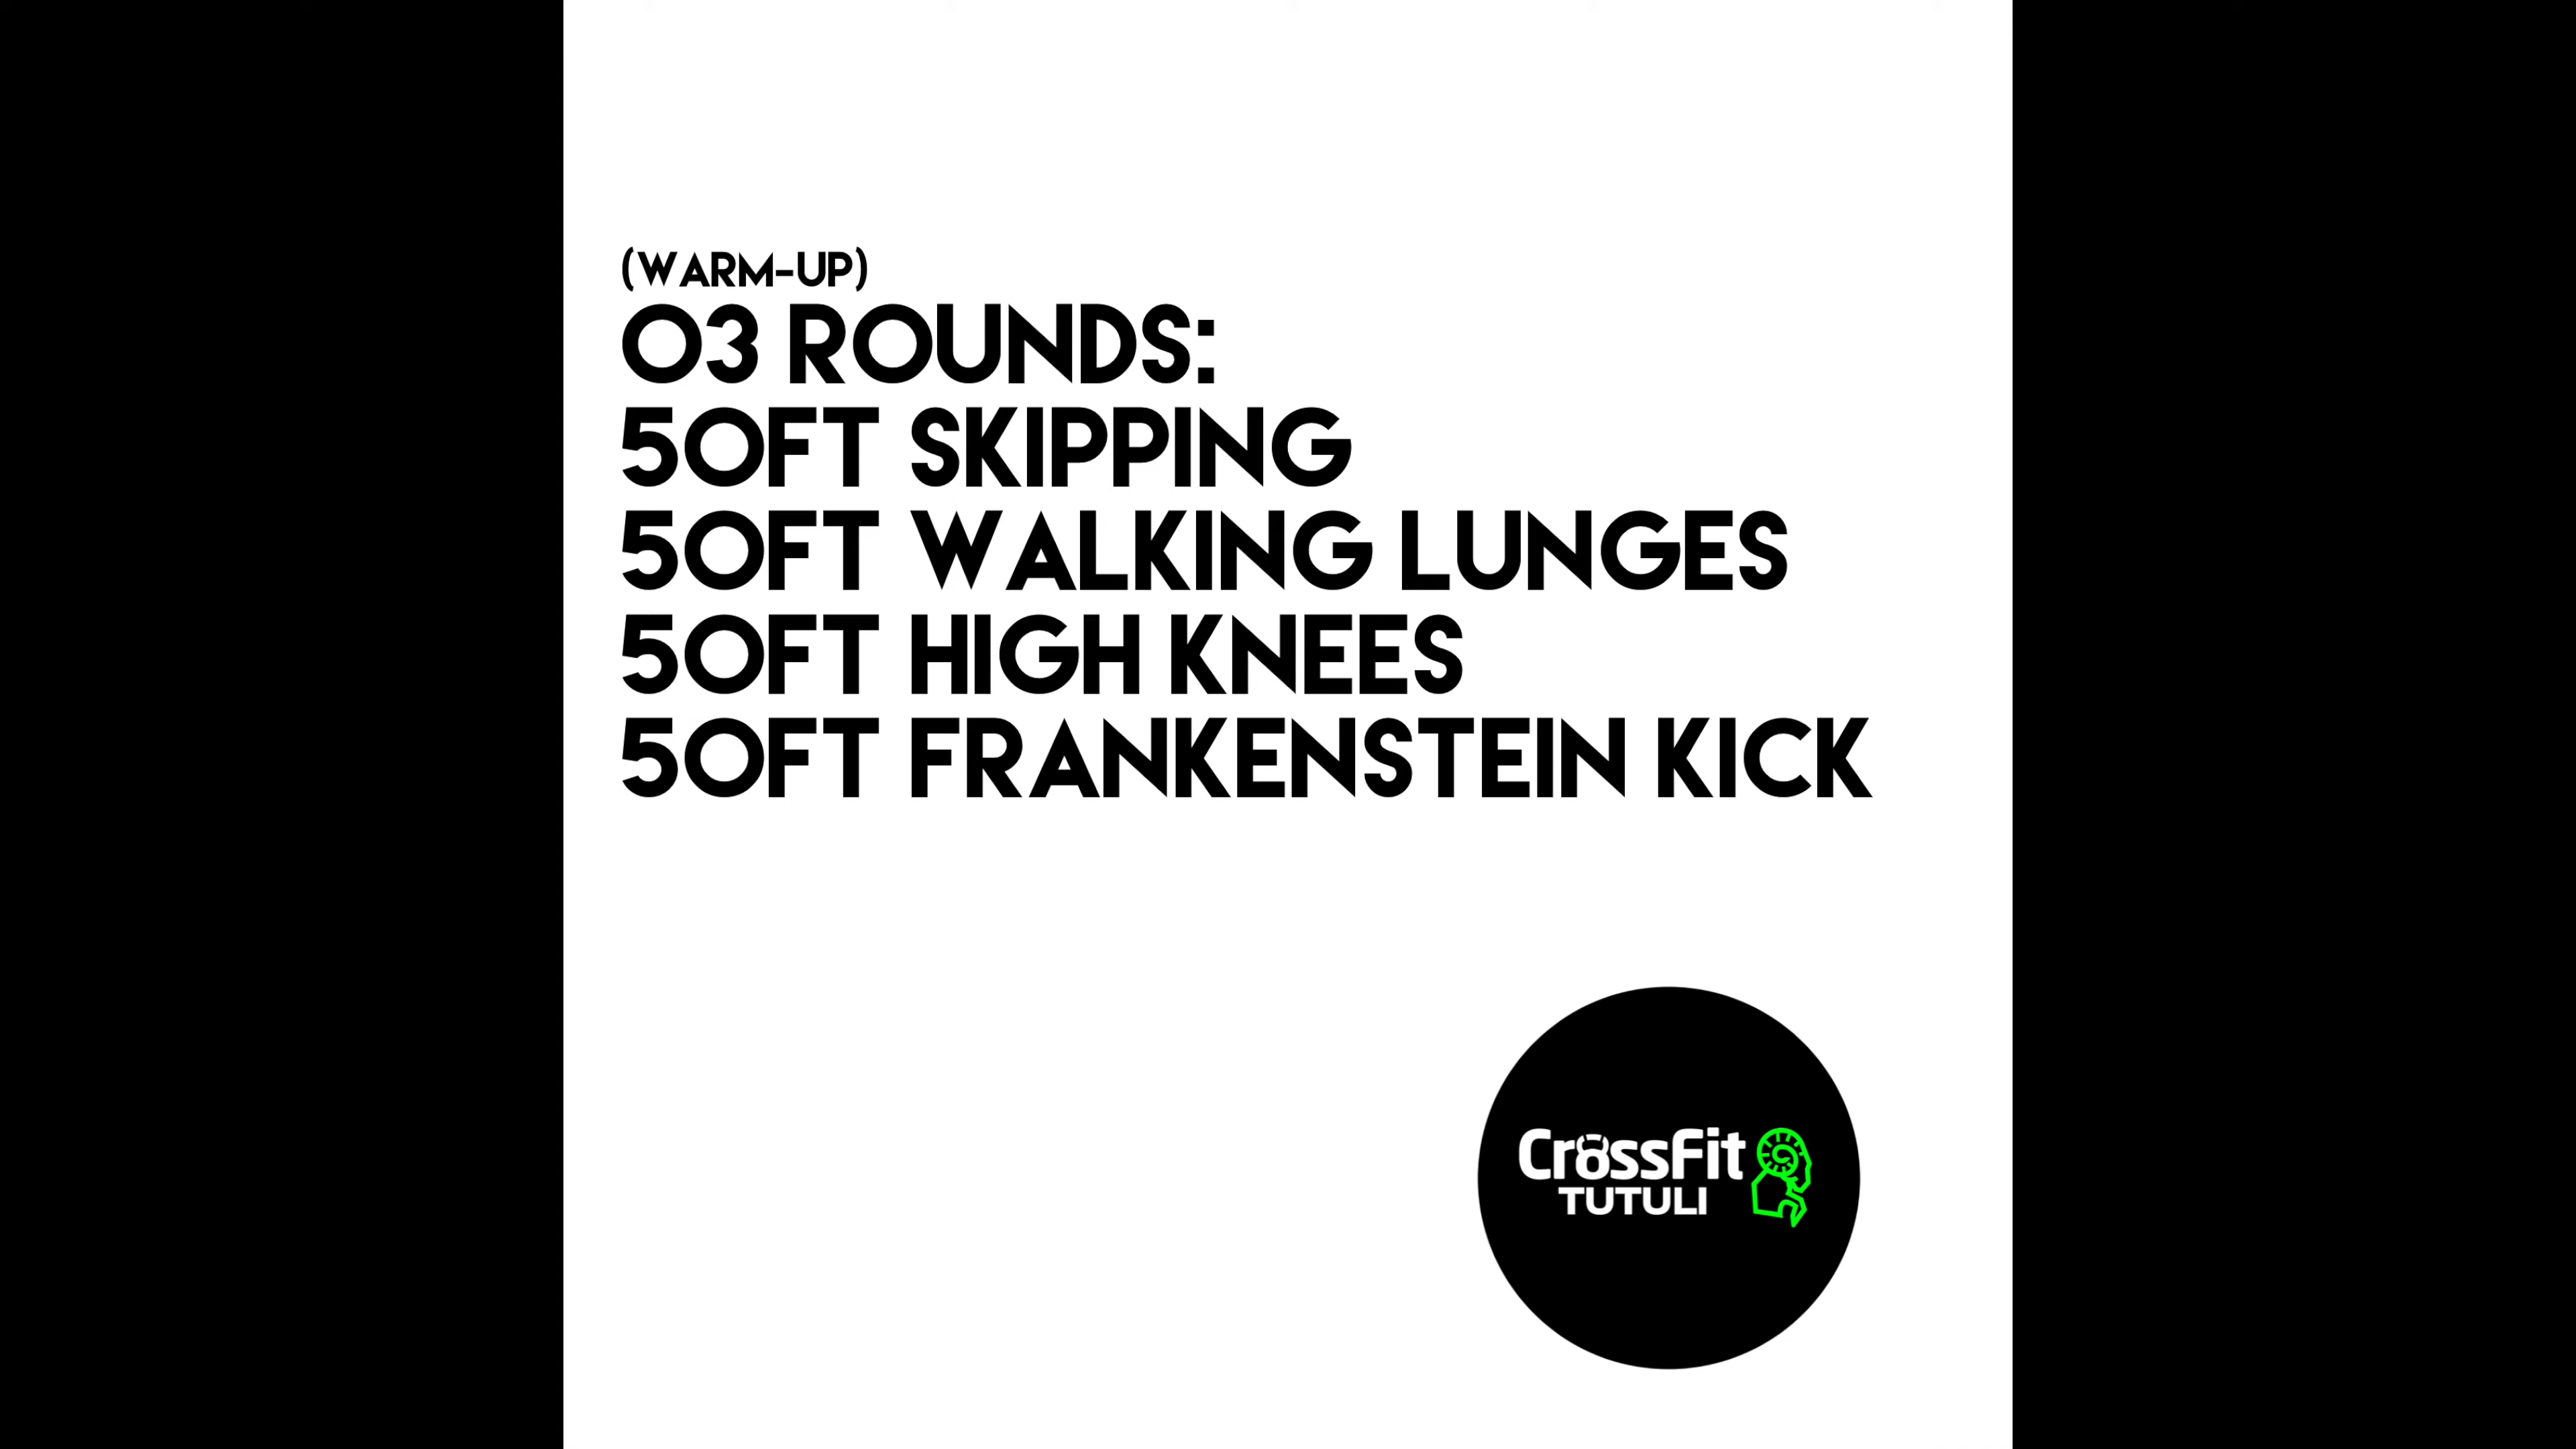 (WARM-UP)
03 ROUNDS:
50FT SKIPPING
50FT WALKING LUNGES
50FT HIGH KNEES
50FT FRANKENSTEIN KICK
CrossFit
TUTULI